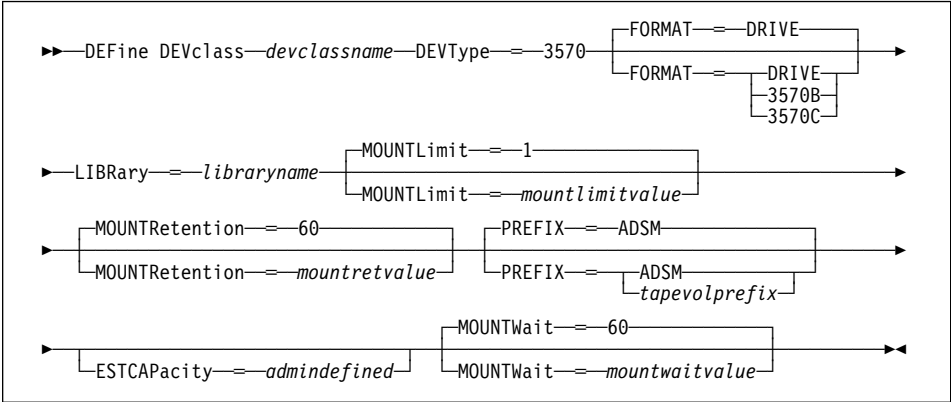 FORMAT = DRIVE
DEFine DEVclass devclassname DEVType = 3570
FORMAT = DRIVE
3570B
3570C
MOUNTLimit = 1
LIBRary = libraryname
MOUNTLimit = mountlimitvalue
MOUNTRetention = 60 PREFIX = ADSM
MOUNTRetention = mountretvalue PREFIX = ADSM
tapevolprefix
MOUNTWait = 60
ESTCAPacity = admindefined MOUNTWait = mountwaitvalue